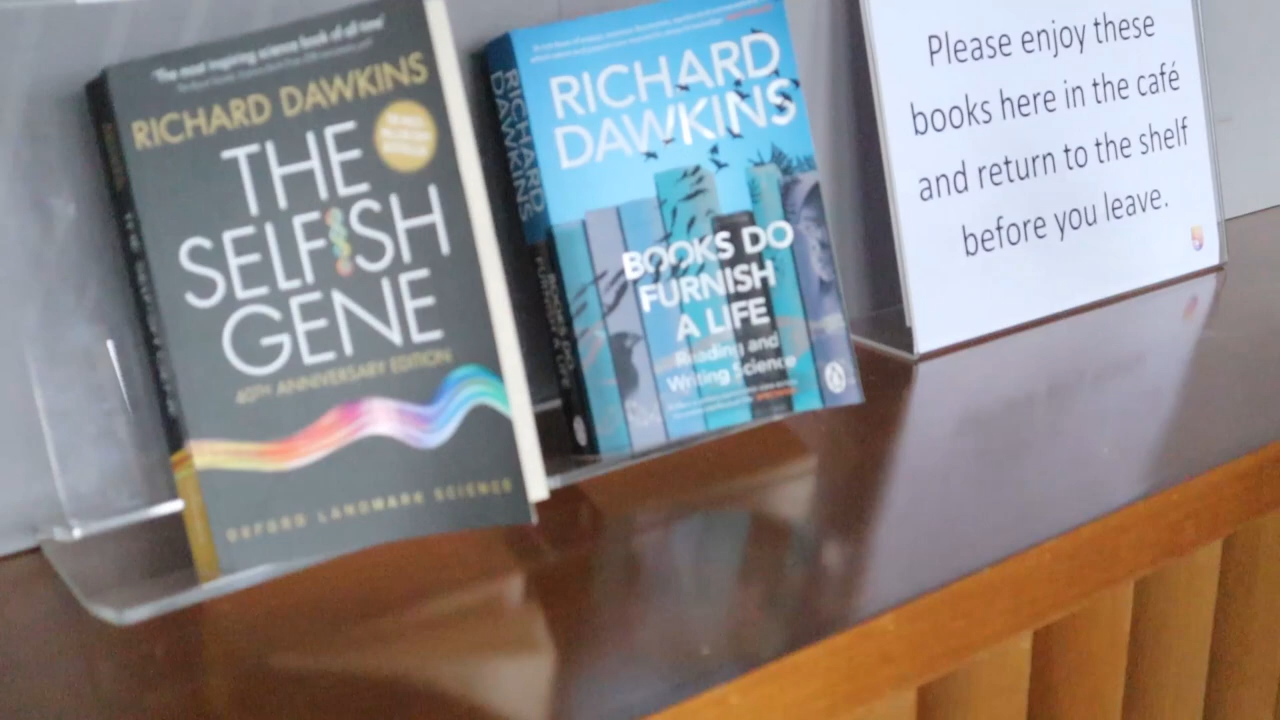 "The most inspiring science book of all time"
RICHARD DAWKINS
THE
SELFISH
GENE
40TH ANNIVERSARY EDITION
OXFORD LANDMARK SCIENCE
RICHARD
DAWKINS
RICHARD
DAWKINS
BOOKS DO
FURNISH
A LIFE
Reading and
Writing Science
Please enjoy these
books here in the café
and return to the shelf
before you leave.